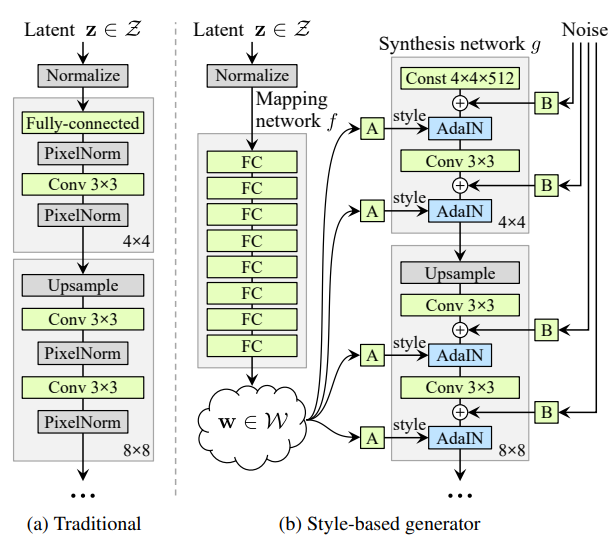 Latent z ∈ 𝒵
Normalize
Fully-connected
PixelNorm
Conv 3×3
PixelNorm
4×4
Upsample
Conv 3×3
PixelNorm
Conv 3×3
PixelNorm
8×8
...
(a) Traditional
Latent z ∈ 𝒵
Normalize
Mapping
network f
FC
FC
FC
FC
FC
FC
FC
FC
w ∈ 𝒲
Synthesis network g
Noise
Const 4×4×512
B
A
style
AdaIN
Conv 3×3
B
A
style
AdaIN
4×4
Upsample
Conv 3×3
B
A
style
AdaIN
Conv 3×3
B
A
style
AdaIN
8×8
...
(b) Style-based generator